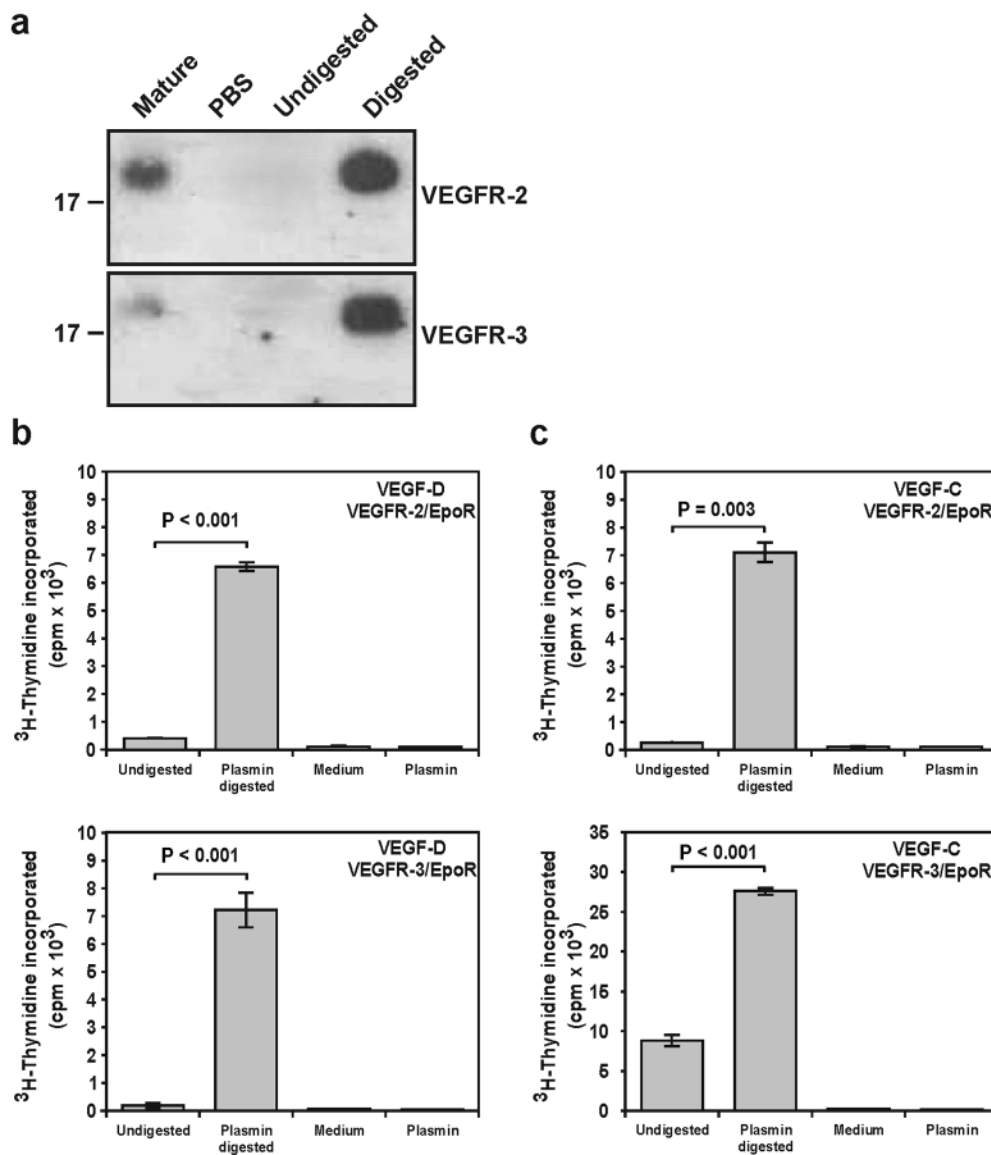 a
Mature PBS Undigested Digested
17 VEGFR-2
17 VEGFR-3
b
10
9
8
7
6
5
4
3
2
1
0
³H-Thymidine incorporated
(cpm x 10³)
VEGF-D
VEGFR-2/EpoR
P < 0.001
Undigested Plasmin digested Medium Plasmin
10
9
8
7
6
5
4
3
2
1
0
³H-Thymidine incorporated
(cpm x 10³)
VEGF-D
VEGFR-3/EpoR
P < 0.001
Undigested Plasmin digested Medium Plasmin
c
10
9
8
7
6
5
4
3
2
1
0
³H-Thymidine incorporated
(cpm x 10³)
VEGF-C
VEGFR-2/EpoR
P = 0.003
Undigested Plasmin digested Medium Plasmin
35
30
25
20
15
10
5
0
³H-Thymidine incorporated
(cpm x 10³)
VEGF-C
VEGFR-3/EpoR
P < 0.001
Undigested Plasmin digested Medium Plasmin